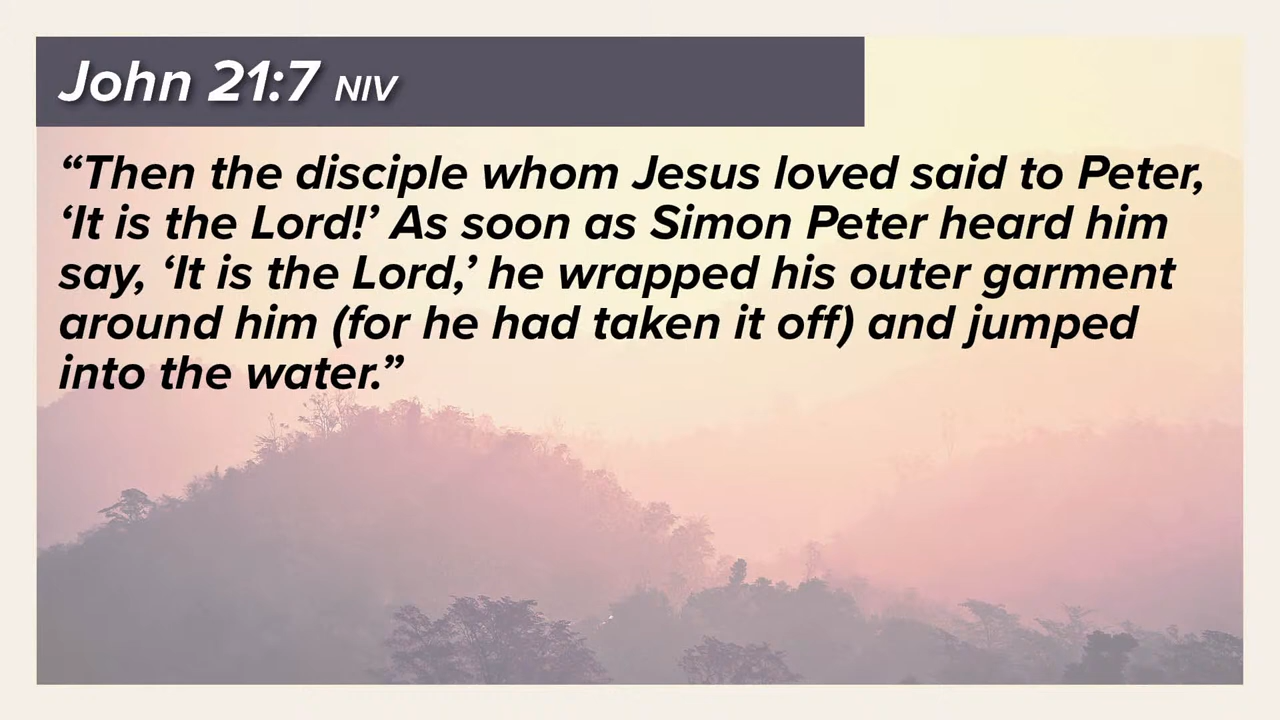 John 21:7 NIV
“Then the disciple whom Jesus loved said to Peter,
‘It is the Lord!’ As soon as Simon Peter heard him
say, ‘It is the Lord,’ he wrapped his outer garment
around him (for he had taken it off) and jumped
into the water.”